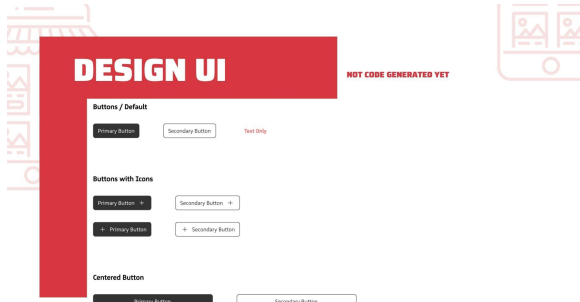 DESIGN UI
NOT CODE GENERATED YET
Buttons / Default
Primary Button Secondary Button Text Only
Buttons with Icons
Primary Button + Secondary Button +
+ Primary Button + Secondary Button
Centered Button
Primary Button Secondary Button